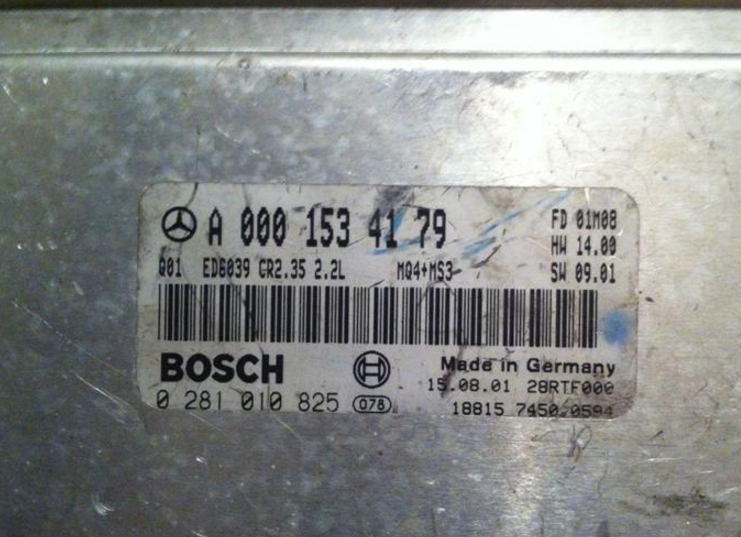 A 000 153 41 79
FD 01M08
HW 14.00
Q01 ED6039 CR2.35 2.2L MQ4+MS3
SW 09.01
BOSCH
Made in Germany
15.08.01 28RTF000
0 281 010 825 078
18815 7450.0594